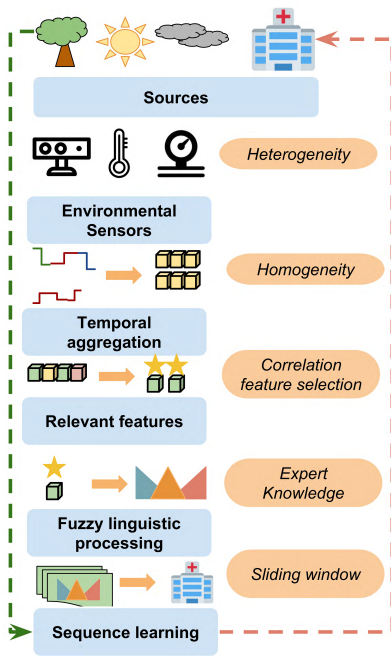 Sources
Heterogeneity
Environmental
Sensors
Homogeneity
Temporal
aggregation
Correlation
feature selection
Relevant features
Expert
Knowledge
Fuzzy linguistic
processing
Sliding window
Sequence learning